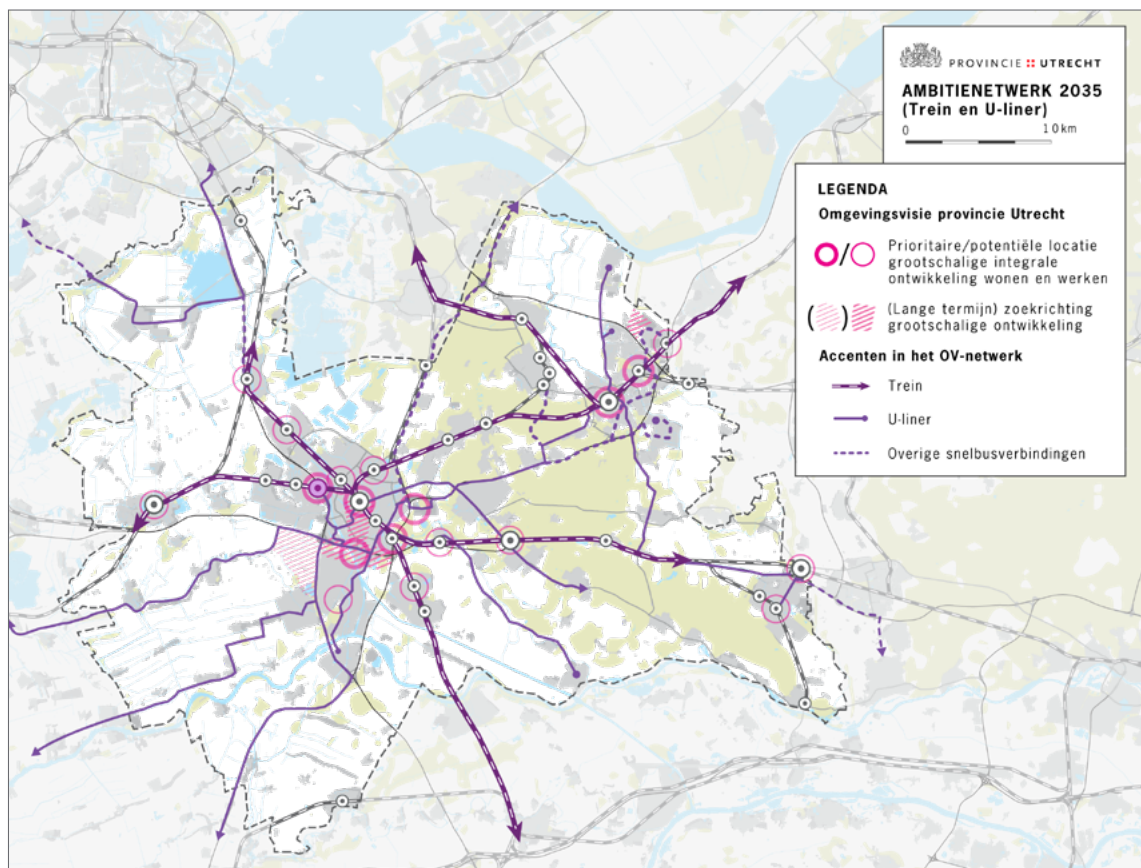 PROVINCIE UTRECHT
AMBITIENETWERK 2035
(Trein en U-liner)
0 10km
LEGENDA
Omgevingsvisie provincie Utrecht
Prioritaire/potentiële locatie
grootschalige integrale
ontwikkeling wonen en werken
(Lange termijn) zoekrichting
grootschalige ontwikkeling
Accenten in het OV-netwerk
Trein
U-liner
Overige snelbusverbindingen